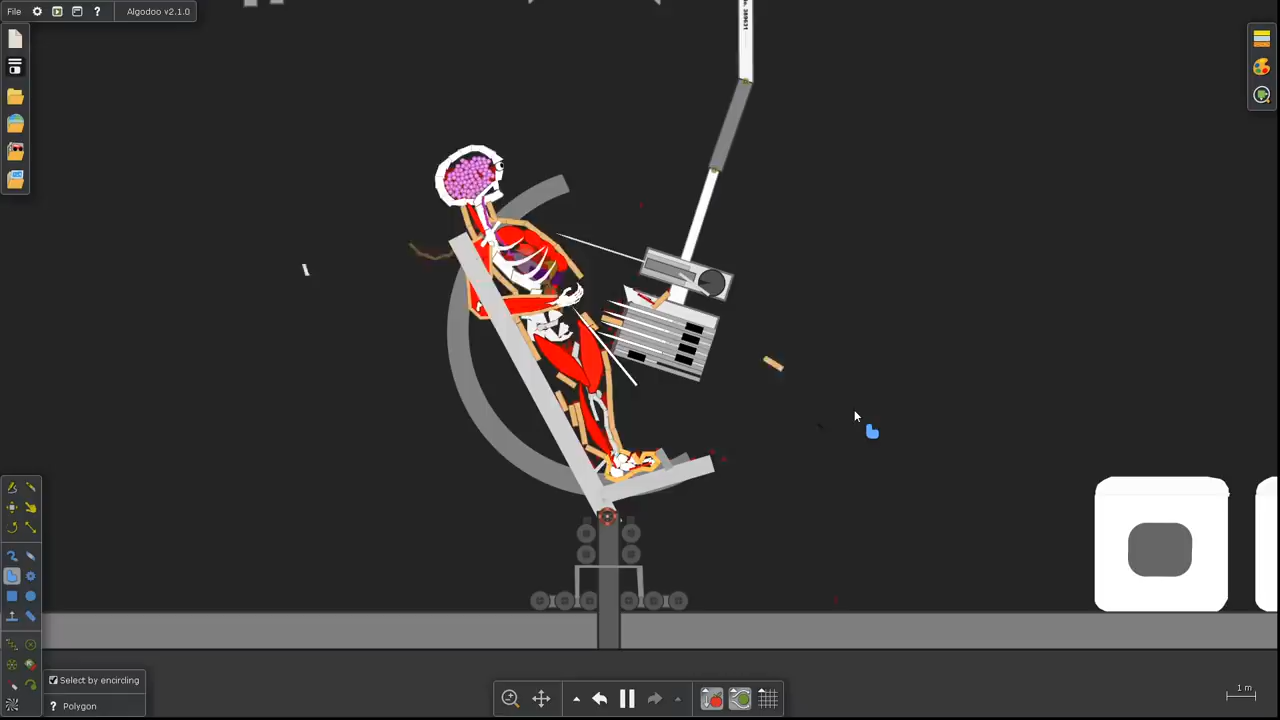 File
?
Algodoo v2.1.0
Select by encircling
? Polygon
1 m